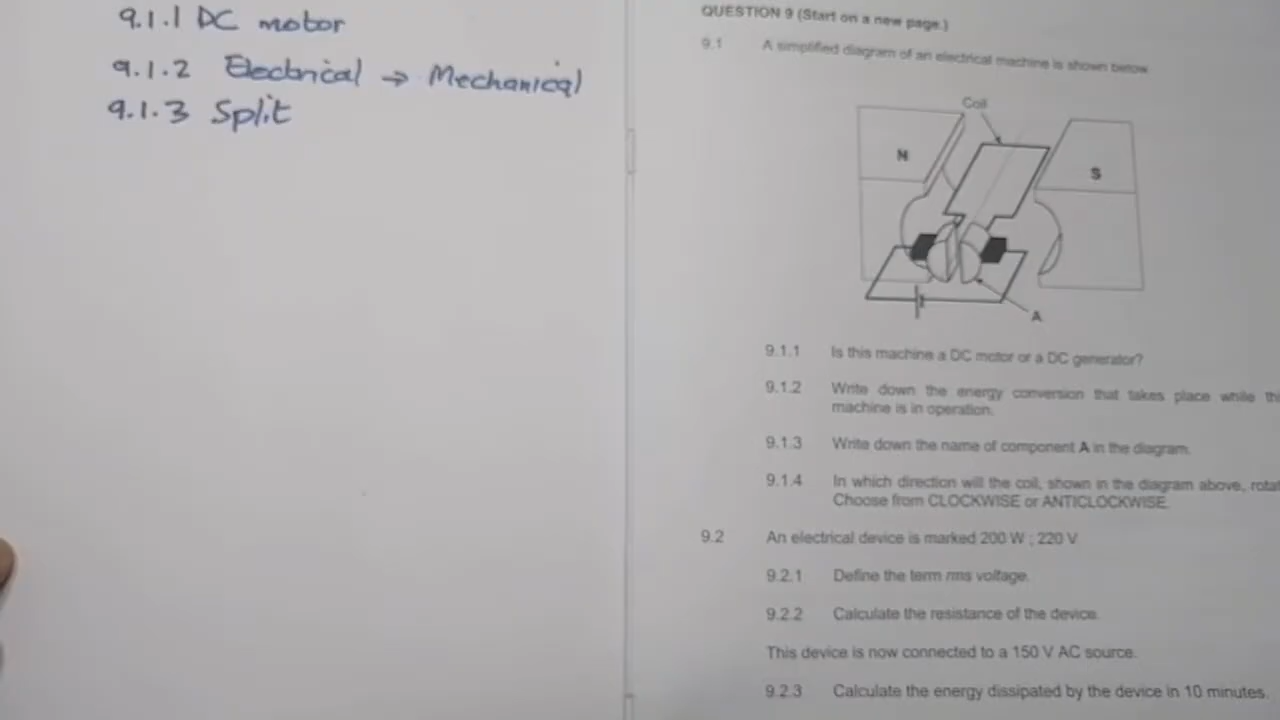 9.1.1 DC motor
9.1.2 Electrical → Mechanical
9.1.3 Split
QUESTION 9 (Start on a new page.)
9.1 A simplified diagram of an electrical machine is shown below.
Coil
N
S
A
9.1.1 Is this machine a DC motor or a DC generator?
9.1.2 Write down the energy conversion that takes place while
machine is in operation.
9.1.3 Write down the name of component A in the diagram.
9.1.4 In which direction will the coil, shown in the diagram above,
Choose from CLOCKWISE or ANTICLOCKWISE.
9.2 An electrical device is marked 200 W ; 220 V
9.2.1 Define the term rms voltage.
9.2.2 Calculate the resistance of the device.
This device is now connected to a 150 V AC source.
9.2.3 Calculate the energy dissipated by the device in 10 minutes.